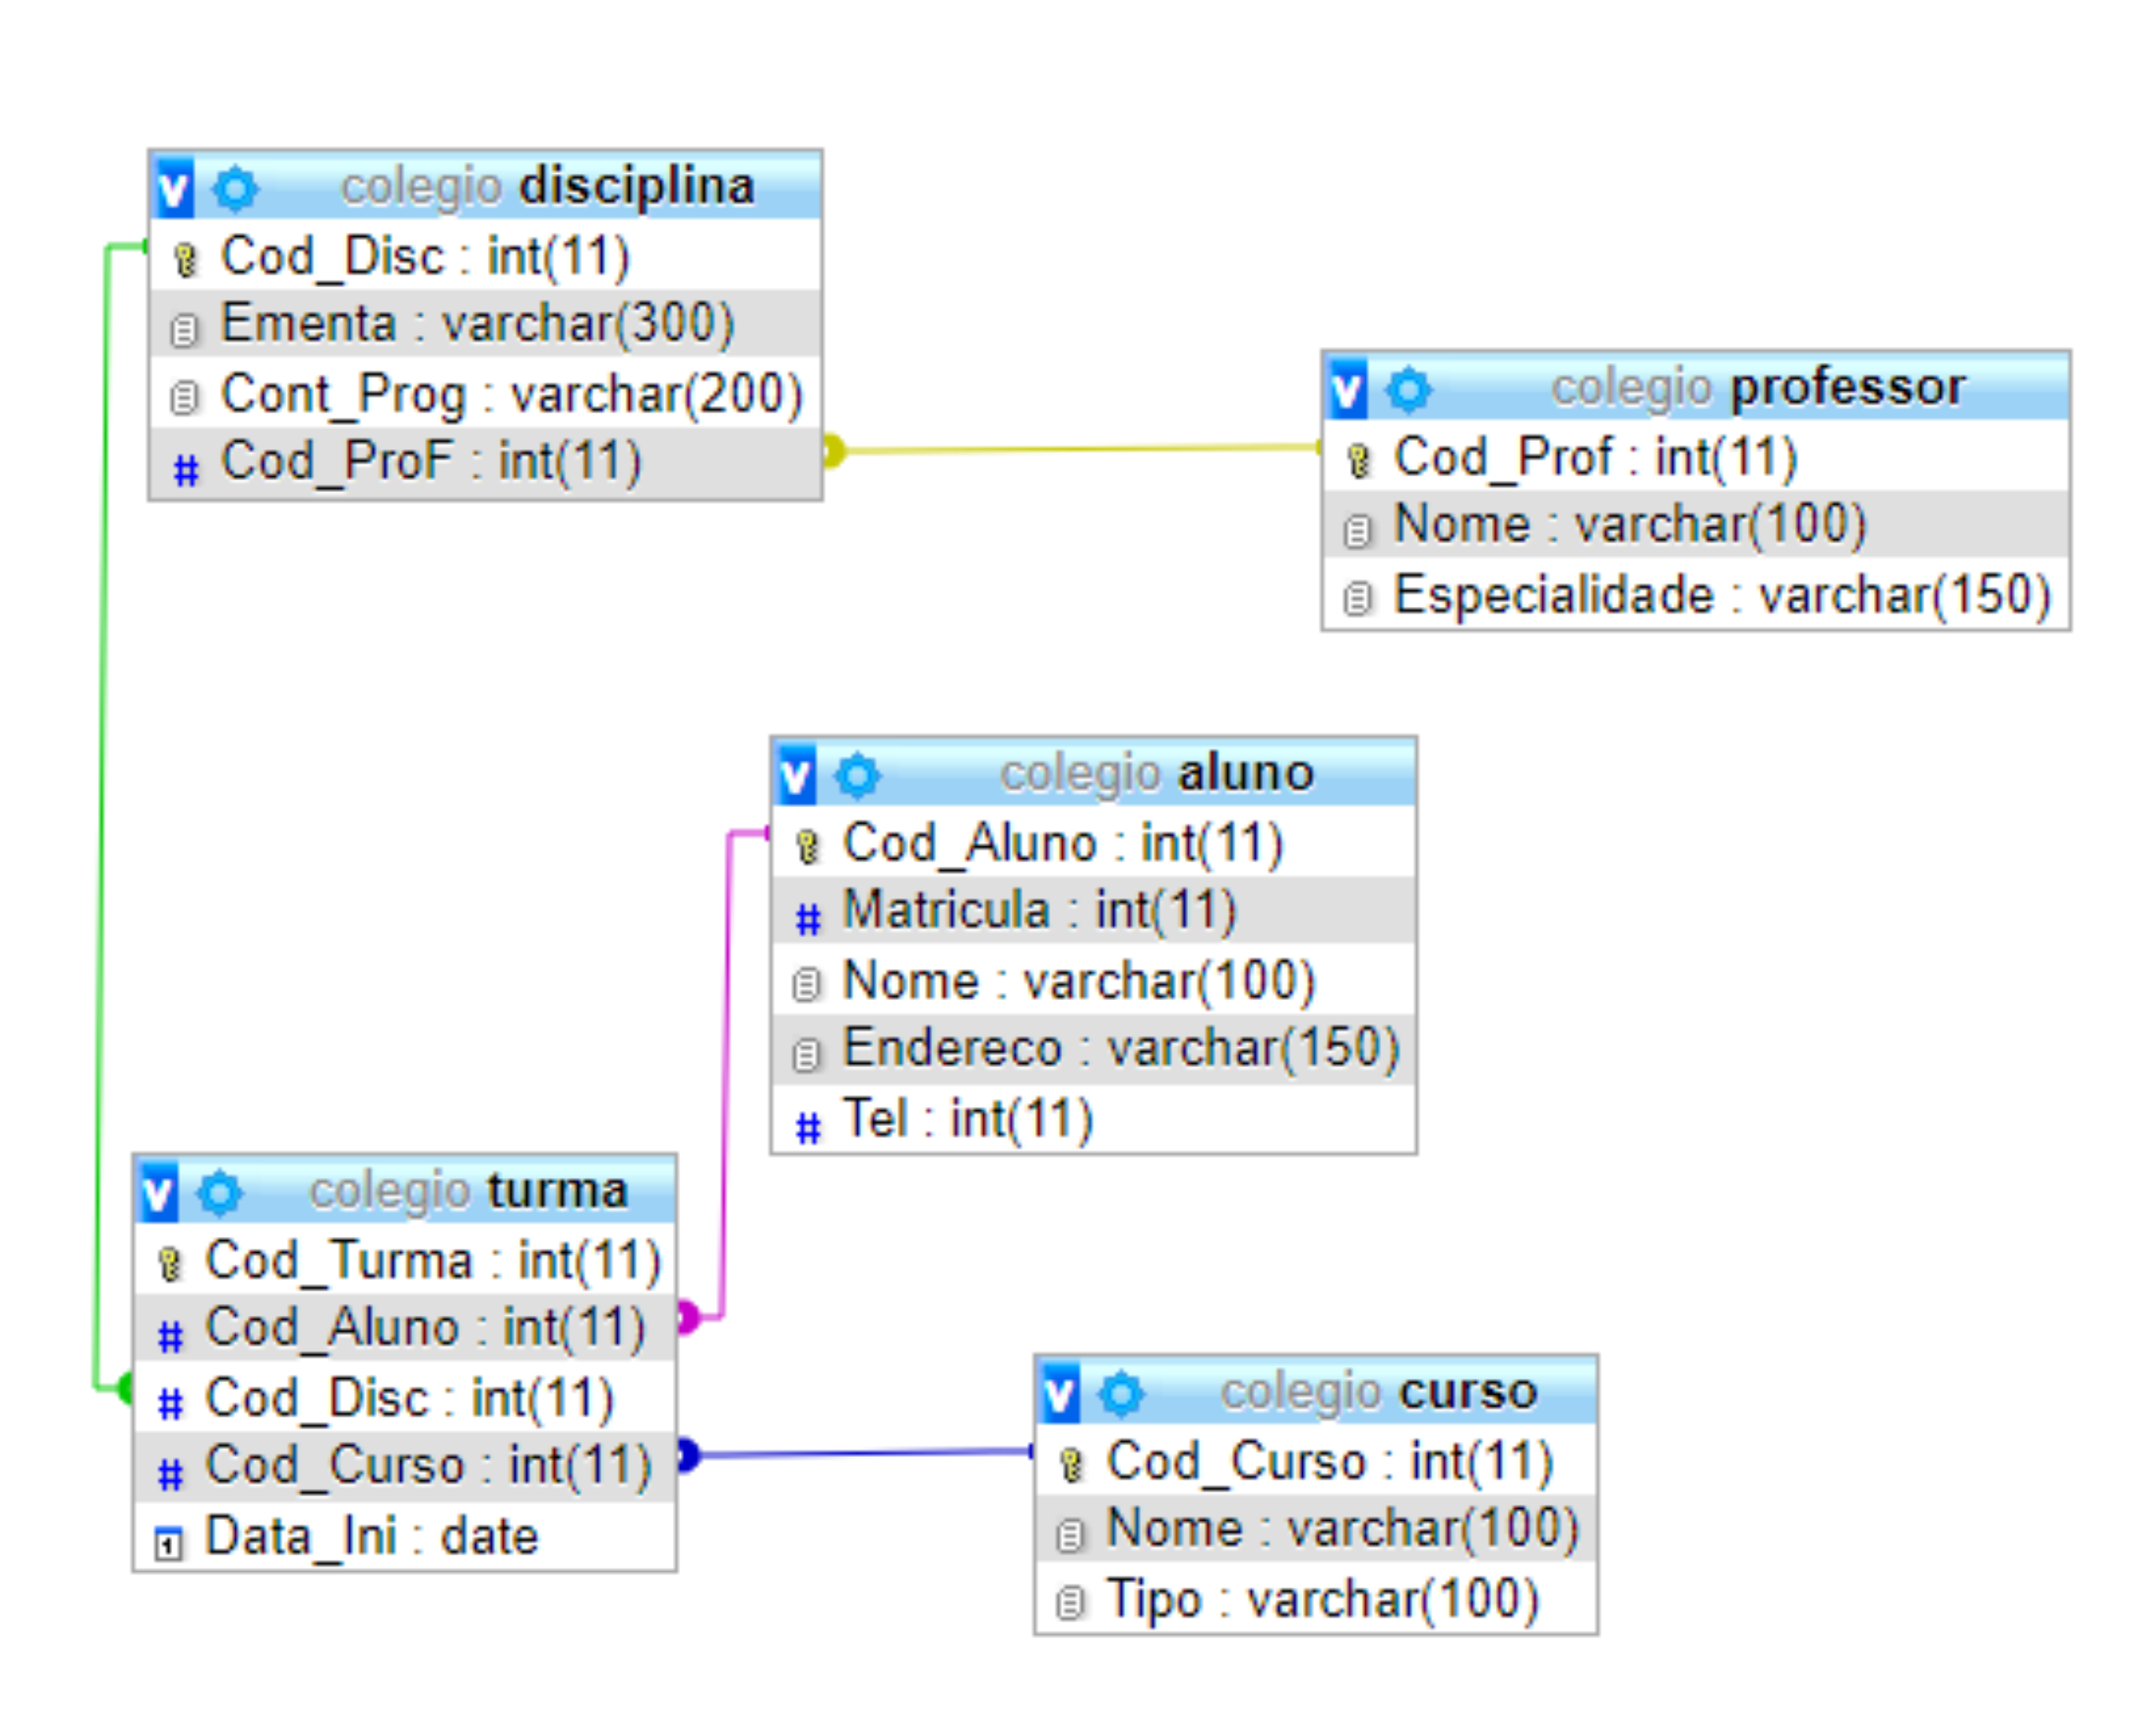 colegio disciplina
Cod_Disc : int(11)
Ementa : varchar(300)
Cont_Prog : varchar(200)
Cod_ProF : int(11)
colegio professor
Cod_Prof : int(11)
Nome : varchar(100)
Especialidade : varchar(150)
colegio aluno
Cod_Aluno : int(11)
Matricula : int(11)
Nome : varchar(100)
Endereco : varchar(150)
Tel : int(11)
colegio turma
Cod_Turma : int(11)
Cod_Aluno : int(11)
Cod_Disc : int(11)
Cod_Curso : int(11)
Data_Ini : date
colegio curso
Cod_Curso : int(11)
Nome : varchar(100)
Tipo : varchar(100)